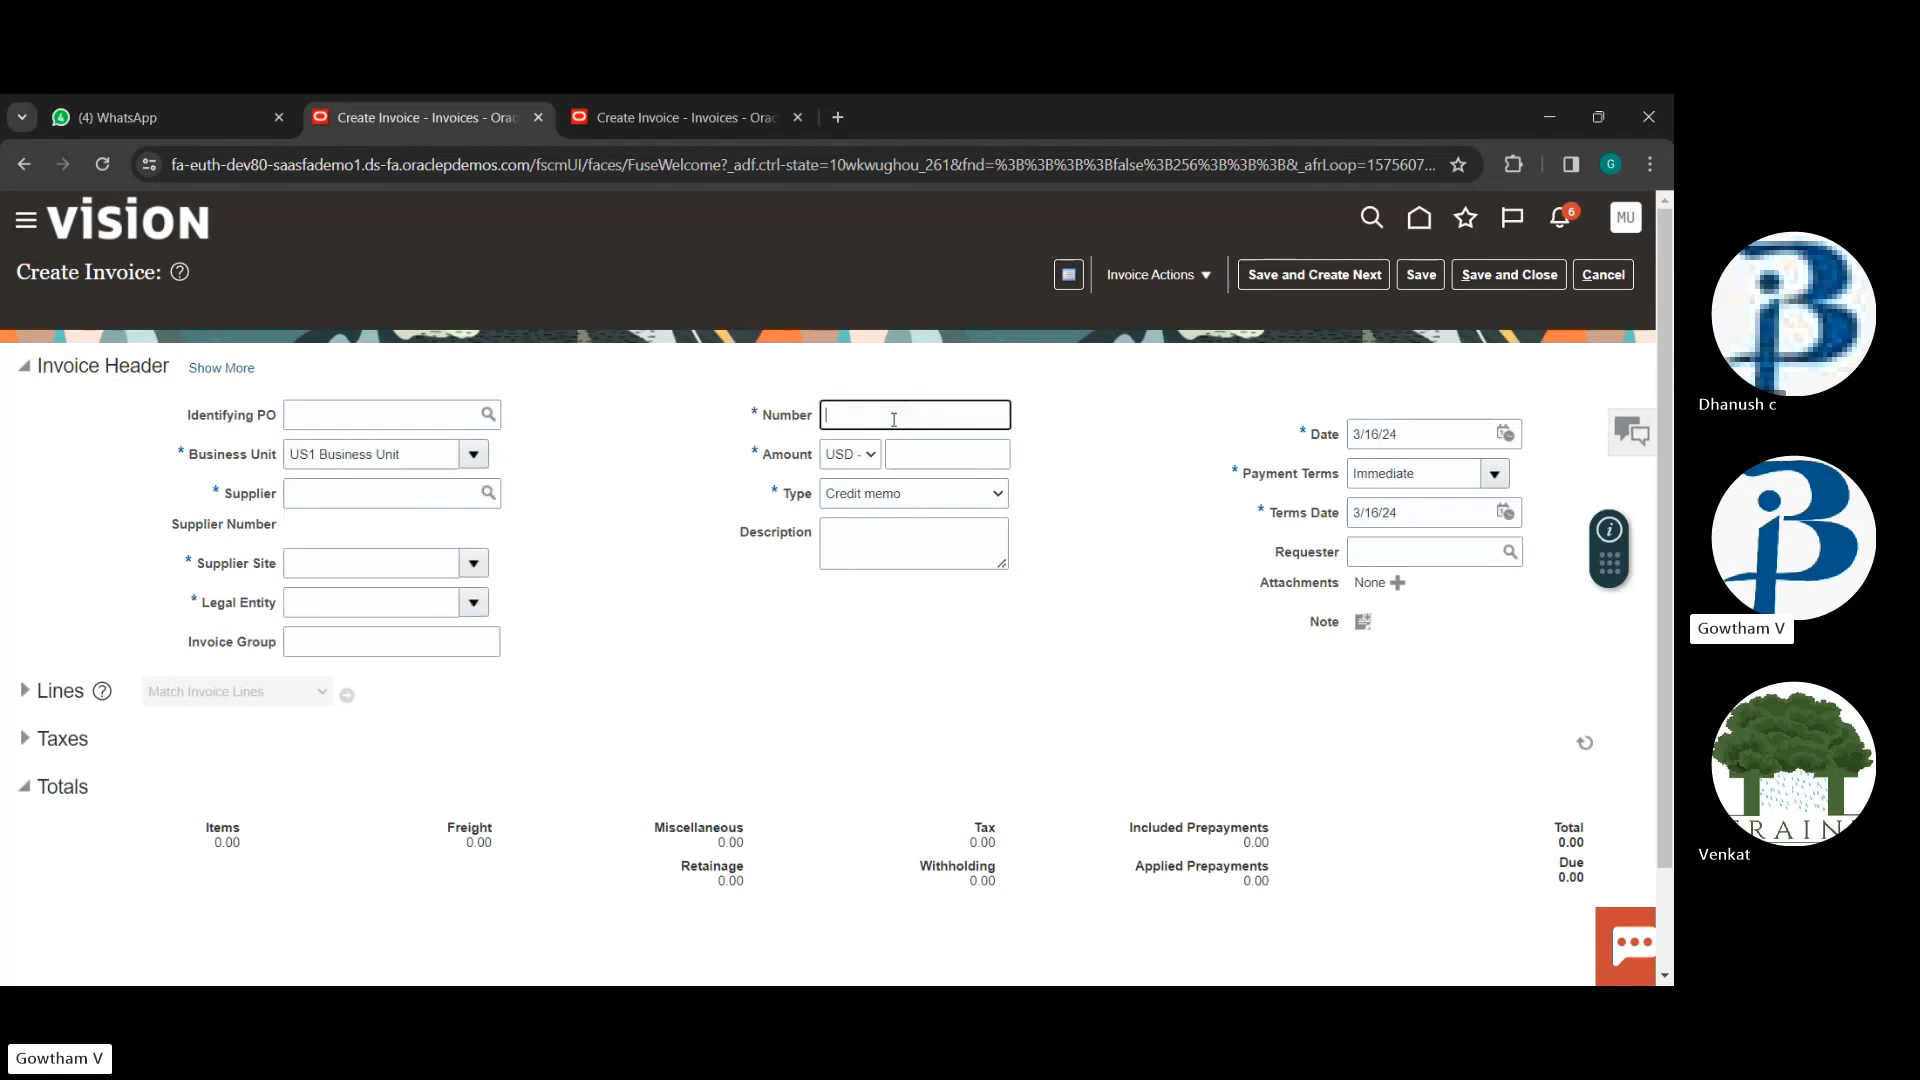 (4) WhatsApp
Create Invoice - Invoices - Orac
Create Invoice - Invoices - Orac
fa-euth-dev80-saasfademo1.ds-fa.oraclepdemos.com/fscmUI/faces/FuseWelcome?_adf.ctrl-state=10wkwughou_261&fnd=%3B%3B%3B%3Bfalse%3B256%3B%3B%3B&_afrLoop=1575607...
G
VISION
6
MU
Create Invoice: ?
Invoice Actions
Save and Create Next
Save
Save and Close
Cancel
Invoice Header
Show More
Identifying PO
* Business Unit US1 Business Unit
* Supplier
Supplier Number
* Supplier Site
* Legal Entity
Invoice Group
* Number
* Amount USD -
* Type Credit memo
Description
* Date 3/16/24
* Payment Terms Immediate
* Terms Date 3/16/24
Requester
Attachments None
Note
Lines ? Match Invoice Lines
Taxes
Totals
Items
0.00
Freight
0.00
Miscellaneous
0.00
Tax
0.00
Included Prepayments
0.00
Total
0.00
Retainage
0.00
Withholding
0.00
Applied Prepayments
0.00
Due
0.00
Dhanush c
Gowtham V
RAIN
Venkat
Gowtham V